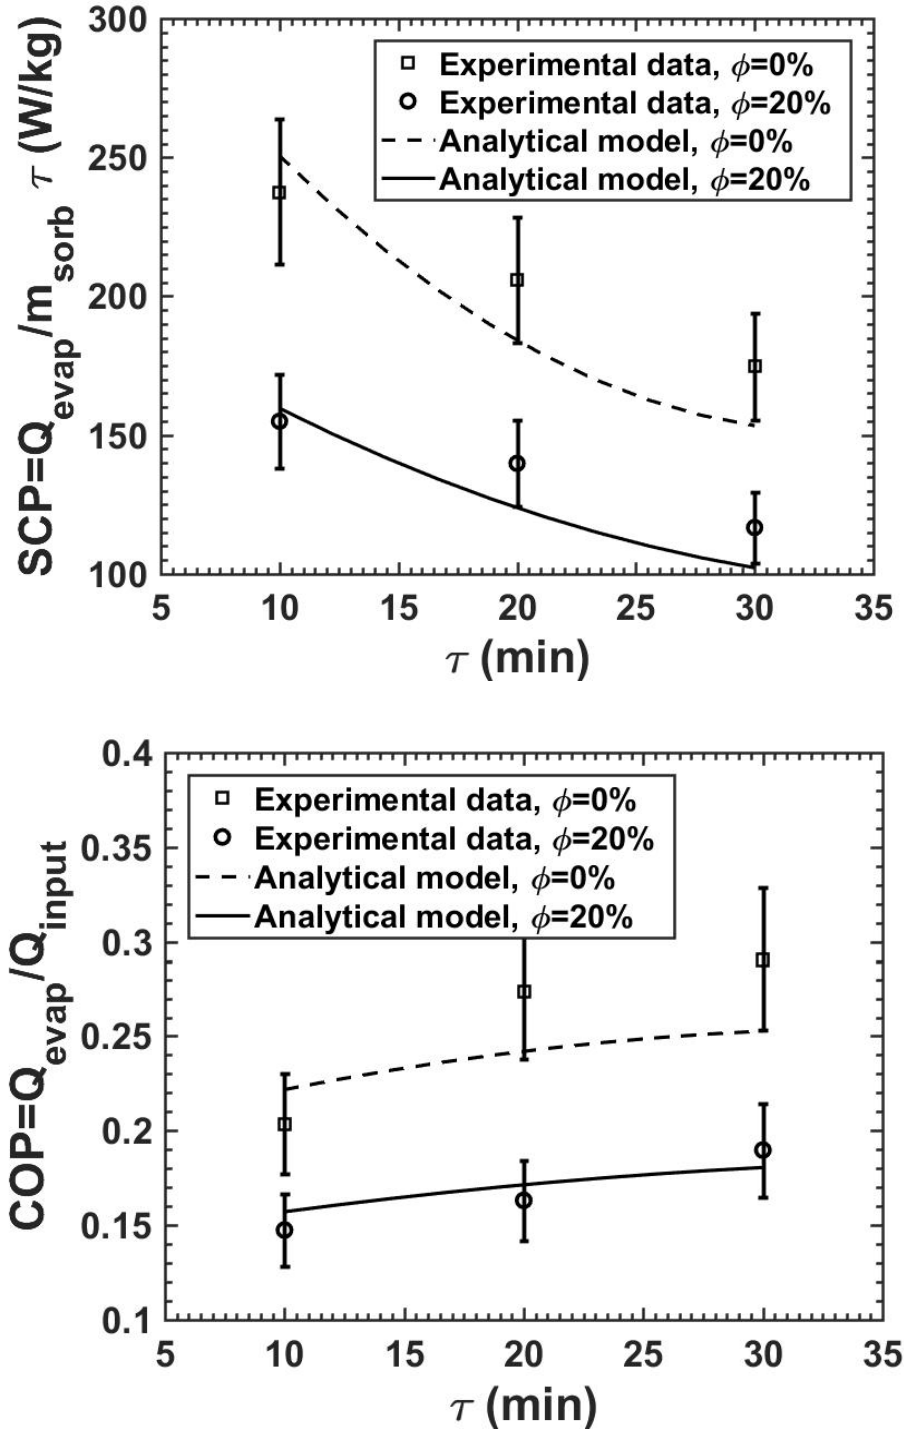 300
250
200
150
100
SCP=Q_evap/m_sorb τ (W/kg)
Experimental data, ϕ=0%
Experimental data, ϕ=20%
Analytical model, ϕ=0%
Analytical model, ϕ=20%
5 10 15 20 25 30 35
τ (min)
0.4
0.35
0.3
0.25
0.2
0.15
0.1
COP=Q_evap/Q_input
Experimental data, ϕ=0%
Experimental data, ϕ=20%
Analytical model, ϕ=0%
Analytical model, ϕ=20%
5 10 15 20 25 30 35
τ (min)